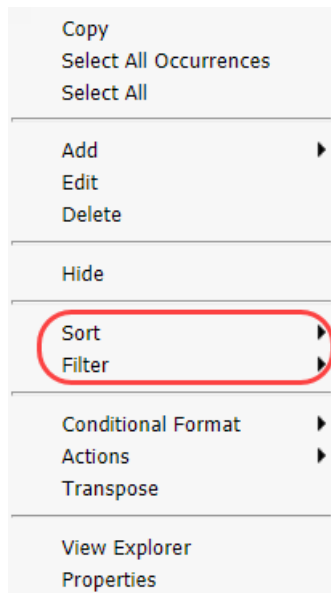 Copy
Select All Occurrences
Select All
Add
Edit
Delete
Hide
Sort
Filter
Conditional Format
Actions
Transpose
View Explorer
Properties